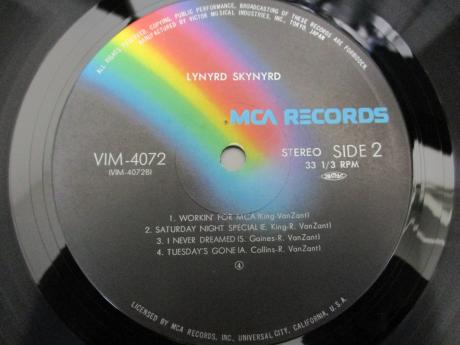 ALL RIGHTS RESERVED. UNAUTHORIZED COPYING, PUBLIC PERFORMANCE, BROADCASTING OF THESE RECORDS ARE FORBIDDEN.
MANUFACTURED BY VICTOR MUSICAL INDUSTRIES, INC.
TOKYO, JAPAN
LYNYRD SKYNYRD
MCA RECORDS
VIM-4072
(VIM-4072B)
STEREO SIDE 2
33 1/3 RPM
1. WORKIN' FOR MCA (King-VanZant)
2. SATURDAY NIGHT SPECIAL (E. King-R. VanZant)
3. I NEVER DREAMED (S. Gaines-R. VanZant)
4. TUESDAY'S GONE (A. Collins-R. VanZant)
4
LICENSED BY MCA RECORDS, INC., UNIVERSAL CITY, CALIFORNIA, U.S.A.